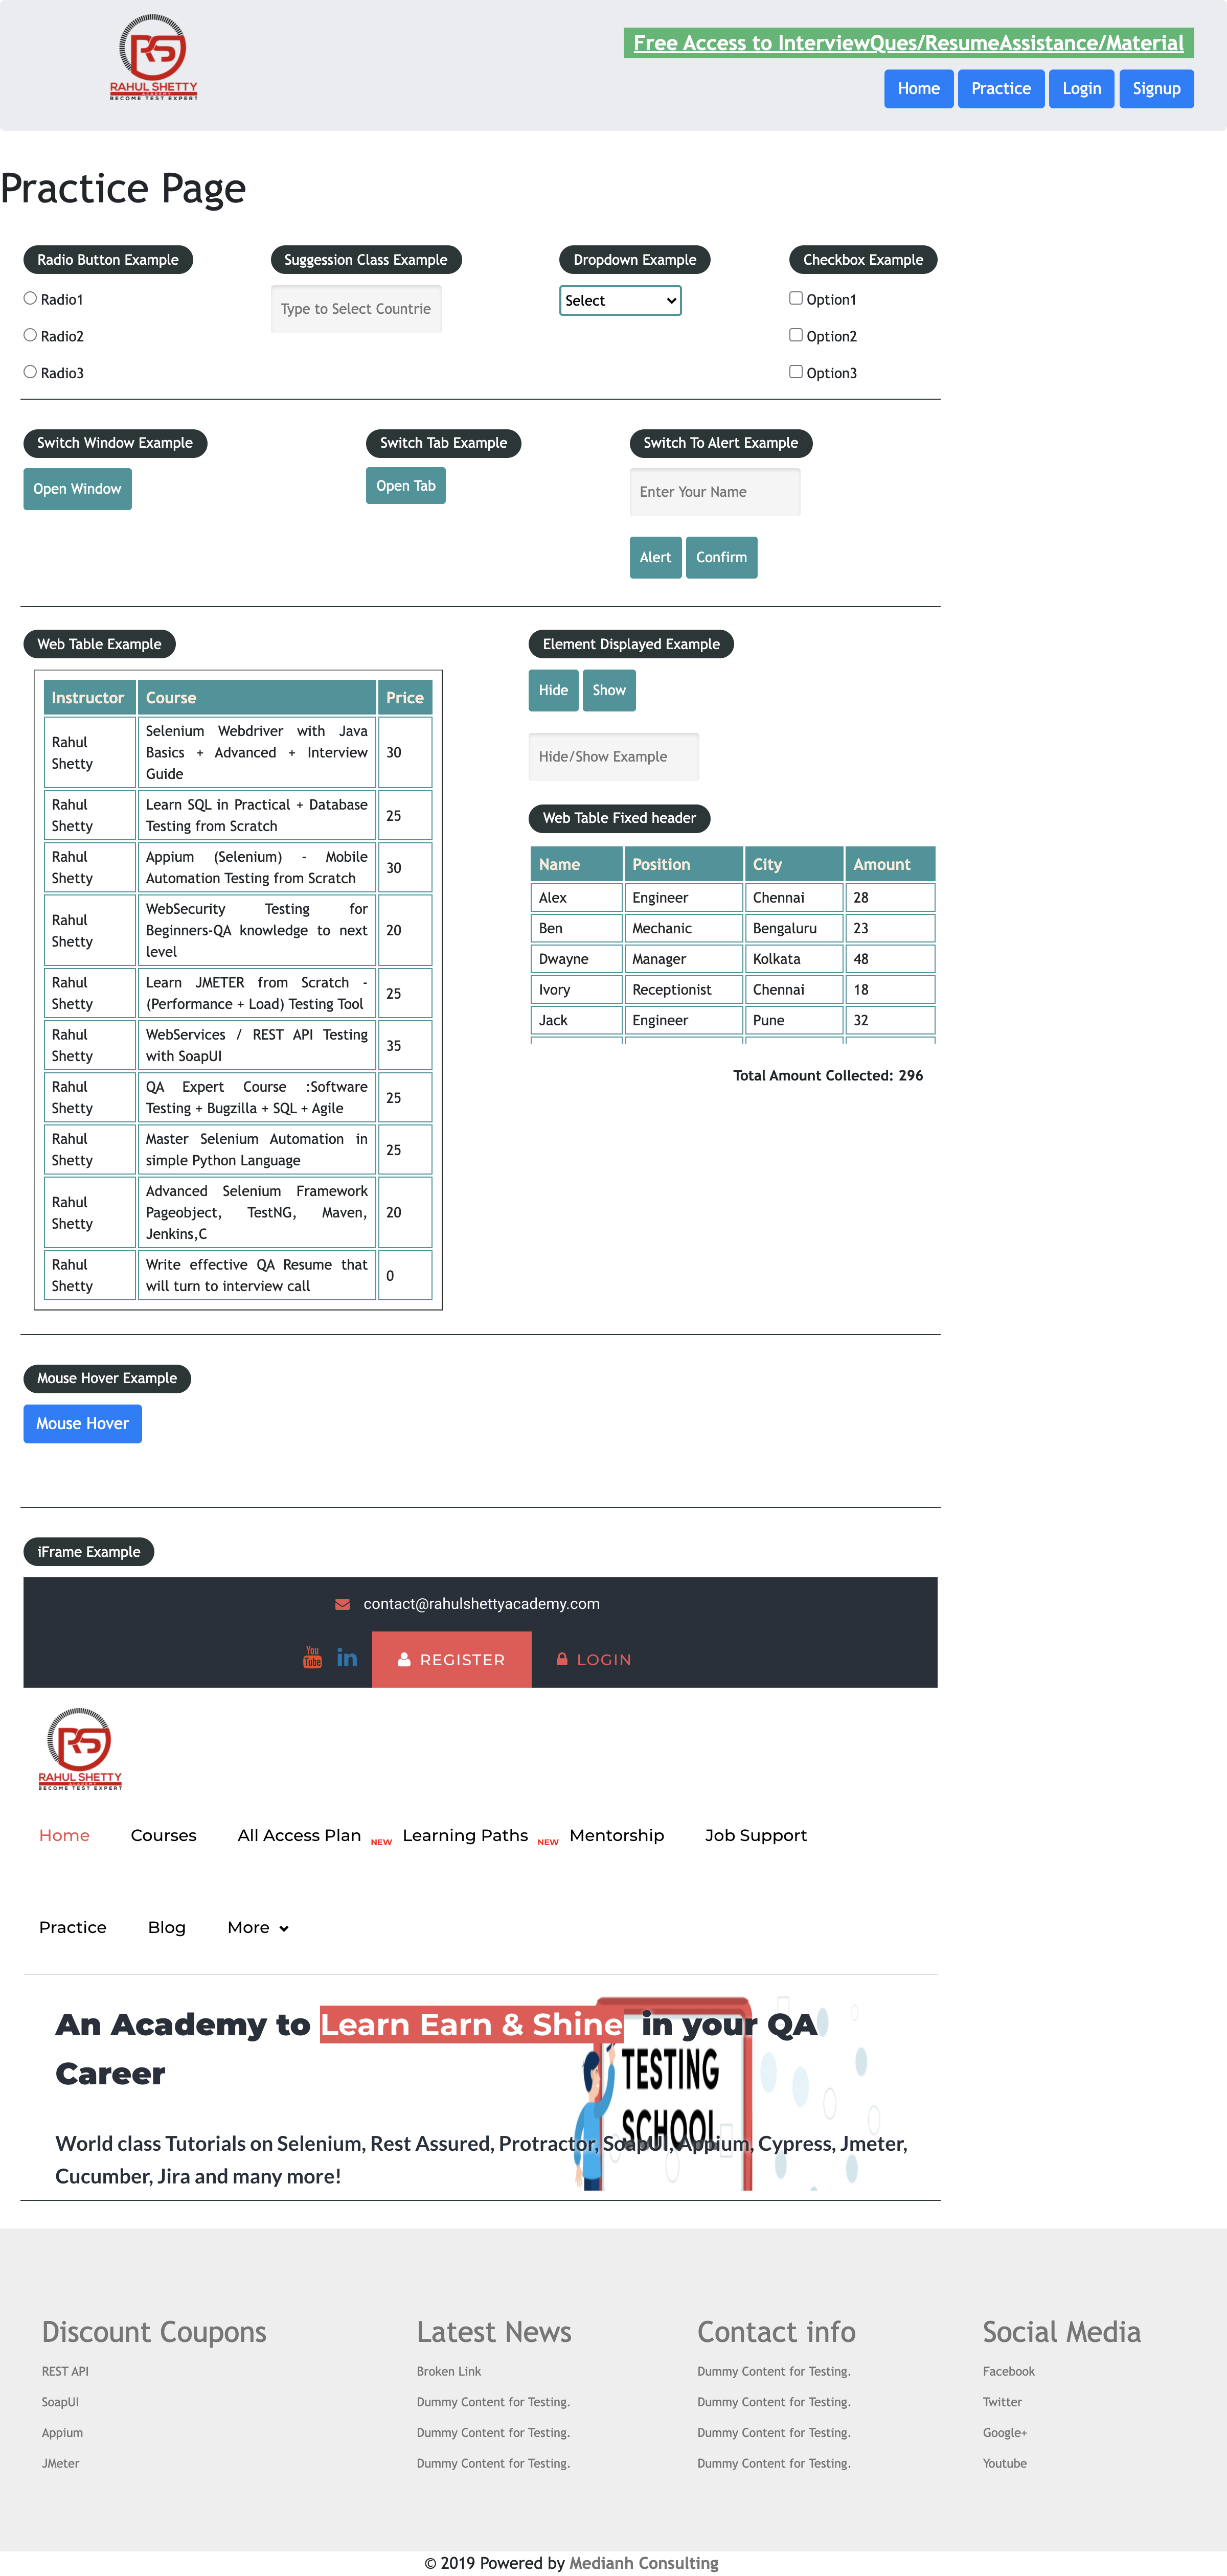 RAHUL SHETTY
ACADEMY
BECOME TEST EXPERT
Free Access to InterviewQues/ResumeAssistance/Material
Home Practice Login Signup
Practice Page
Radio Button Example
Radio1
Radio2
Radio3
Suggession Class Example
Type to Select Countrie
Dropdown Example
Select
Checkbox Example
Option1
Option2
Option3
Switch Window Example
Open Window
Switch Tab Example
Open Tab
Switch To Alert Example
Enter Your Name
Alert Confirm
Web Table Example
Instructor Course Price
Rahul Shetty Selenium Webdriver with Java
Basics + Advanced + Interview
Guide 30
Rahul Shetty Learn SQL in Practical + Database
Testing from Scratch 25
Rahul Shetty Appium (Selenium) - Mobile
Automation Testing from Scratch 30
Rahul Shetty WebSecurity Testing for
Beginners-QA knowledge to next
level 20
Rahul Shetty Learn JMETER from Scratch -
(Performance + Load) Testing Tool 25
Rahul Shetty WebServices / REST API Testing
with SoapUI 35
Rahul Shetty QA Expert Course :Software
Testing + Bugzilla + SQL + Agile 25
Rahul Shetty Master Selenium Automation in
simple Python Language 25
Rahul Shetty Advanced Selenium Framework
Pageobject, TestNG, Maven,
Jenkins,C 20
Rahul Shetty Write effective QA Resume that
will turn to interview call 0
Element Displayed Example
Hide Show
Hide/Show Example
Web Table Fixed header
Name Position City Amount
Alex Engineer Chennai 28
Ben Mechanic Bengaluru 23
Dwayne Manager Kolkata 48
Ivory Receptionist Chennai 18
Jack Engineer Pune 32
Total Amount Collected: 296
Mouse Hover Example
Mouse Hover
iFrame Example
contact@rahulshettyacademy.com
You Tube in REGISTER LOGIN
RAHUL SHETTY
ACADEMY
BECOME TEST EXPERT
Home Courses All Access Plan NEW Learning Paths NEW Mentorship Job Support
Practice Blog More
An Academy to Learn Earn & Shine in your QA
Career
TESTING
SCHOOL
World class Tutorials on Selenium, Rest Assured, Protractor, SoapUI, Appium, Cypress, Jmeter,
Cucumber, Jira and many more!
Discount Coupons
REST API
SoapUI
Appium
JMeter
Latest News
Broken Link
Dummy Content for Testing.
Dummy Content for Testing.
Dummy Content for Testing.
Contact info
Dummy Content for Testing.
Dummy Content for Testing.
Dummy Content for Testing.
Dummy Content for Testing.
Social Media
Facebook
Twitter
Google+
Youtube
© 2019 Powered by Medianh Consulting